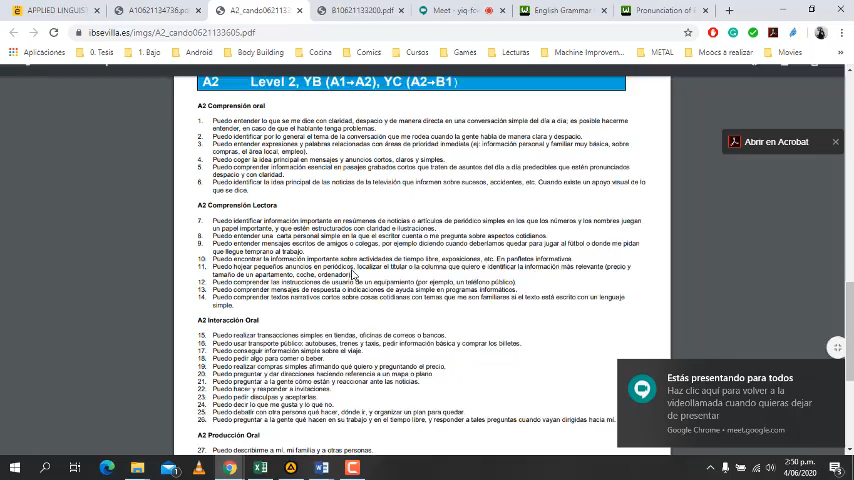 APPLIED LINGUIST
A10621134736.pd
A2_cando0621133
B10621133200.pdf
Meet - yiq-fe
English Grammar
Pronunciation of E
ibsevilla.es/imgs/A2_cando0621133605.pdf
Aplicaciones
0. Tesis
1. Bajo
Android
Body Building
Cocina
Comics
Cursos
Games
Lecturas
Machine Improvem...
METAL
Moocs a realizar
Movies
A2 Level 2, YB (A1→A2), YC (A2→B1)
A2 Comprensión oral
1. Puedo entender lo que se me dice con claridad, despacio y de manera directa en una conversación simple del día a día; es posible hacerme
entender, en caso de que el hablante tenga problemas.
2. Puedo identificar por lo general el tema de la conversación que me rodea cuando la gente habla de manera clara y despacio.
3. Puedo entender expresiones y palabras relacionadas con áreas de prioridad inmediata (ej: información personal y familiar muy básica, sobre
compras, el área local, empleo).
4. Puedo coger la idea principal en mensajes y anuncios cortos, claros y simples.
5. Puedo comprender información esencial en pasajes grabados cortos que traten de asuntos del día a día predecibles que estén pronunciados
despacio y con claridad.
6. Puedo identificar la idea principal de las noticias de la televisión que informen sobre sucesos, accidentes, etc. Cuando existe un apoyo visual de lo
que se dice.
A2 Comprensión Lectora
7. Puedo identificar información importante en resúmenes de noticias o artículos de periódico simples en los que los números y los nombres juegan
un papel importante, y que estén estructurados con claridad e ilustraciones.
8. Puedo entender una carta personal simple en la que el escritor cuenta o me pregunta sobre aspectos cotidianos.
9. Puedo entender mensajes escritos de amigos o colegas, por ejemplo diciendo cuando deberíamos quedar para jugar al fútbol o donde me pidan
que llegue temprano al trabajo.
10. Puedo encontrar la información importante sobre actividades de tiempo libre, exposiciones, etc. En panfletos informativos
11. Puedo hojear pequeños anuncios en periódicos, localizar el titular o la columna que quiero e identificar la información más relevante (precio y
tamaño de un apartamento, coche, ordenador)
12. Puedo comprender las instrucciones de usuario de un equipamiento (por ejemplo, un teléfono público).
13. Puedo comprender mensajes de respuesta o indicaciones de ayuda simple en programas informáticos.
14. Puedo comprender textos narrativos cortos sobre cosas cotidianas con temas que me son familiares si el texto está escrito con un lenguaje
simple.
A2 Interacción Oral
15. Puedo realizar transacciones simples en tiendas, oficinas de correos o bancos.
16. Puedo usar transporte público: autobuses, trenes y taxis, pedir información básica y comprar los billetes.
17. Puedo conseguir información simple sobre el viaje.
18. Puedo pedir algo para comer o beber.
19. Puedo realizar compras simples afirmando qué quiero y preguntando el precio.
20. Puedo preguntar y dar direcciones haciendo referencia a un mapa o plano
21. Puedo preguntar a la gente cómo están y reaccionar ante las noticias.
22. Puedo hacer y responder a invitaciones.
23. Puedo pedir disculpas y aceptarlas.
24. Puedo decir lo que me gusta y lo que no.
25. Puedo debatir con otra persona qué hacer, dónde ir, y organizar un plan para quedar
26. Puedo preguntar a la gente qué hacen en su trabajo y en el tiempo libre, y responder a tales preguntas cuando vayan dirigidas hacia mí.
A2 Producción Oral
27. Puedo describirme a mí, mi familia y a otras personas.
Abrir en Acrobat
Estás presentando para todos
Haz clic aquí para volver a la
videollamada cuando quieras dejar
de presentar
Google Chrome • meet.google.com
2:50 p.m.
4/06/2020